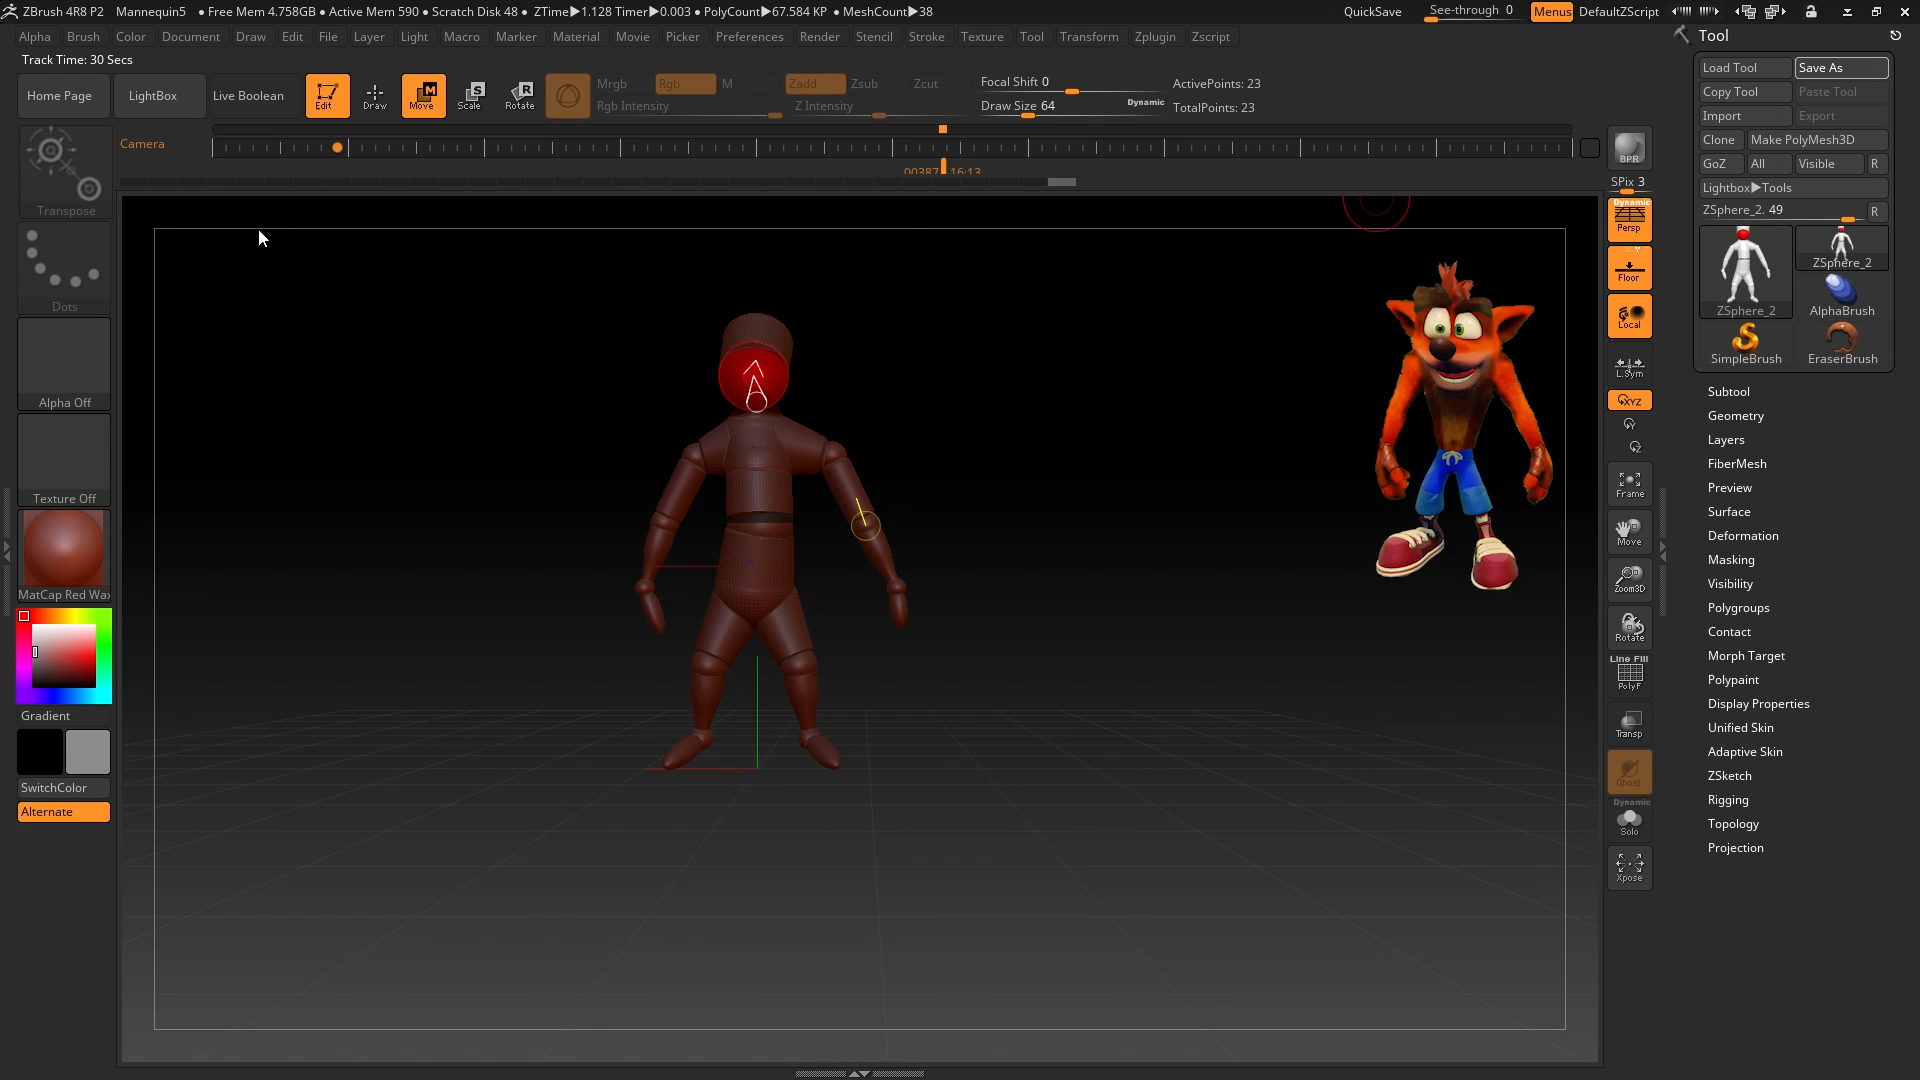 ZBrush 4R8 P2 Mannequin5 ● Free Mem 4.758GB ● Active Mem 590 ● Scratch Disk 48 ● ZTime▶1.128 Timer▶0.003 ● PolyCount▶67.584 KP ● MeshCount▶38 QuickSave See-through 0 Menus DefaultZScript
Alpha Brush Color Document Draw Edit File Layer Light Macro Marker Material Movie Picker Preferences Render Stencil Stroke Texture Tool Transform Zplugin Zscript
Track Time: 30 Secs
Home Page LightBox Live Boolean Edit Draw Move Scale Rotate
Mrgb Rgb M Zadd Zsub Zcut
Rgb Intensity Z Intensity
Focal Shift 0 ActivePoints: 23
Draw Size 64 Dynamic TotalPoints: 23
Camera
00387 16:13
Transpose
Dots
Alpha Off
Texture Off
MatCap Red Wax
Gradient
SwitchColor
Alternate
BPR
SPix 3
Dynamic
Persp
Floor
Local
L.Sym
XYZ
Y
Z
Frame
Move
Zoom3D
Rotate
Line Fill
PolyF
Transp
Ghost
Dynamic
Solo
Xpose
Tool
Load Tool Save As
Copy Tool Paste Tool
Import Export
Clone Make PolyMesh3D
GoZ All Visible R
Lightbox▶Tools
ZSphere_2. 49 R
ZSphere_2
ZSphere_2 AlphaBrush
SimpleBrush EraserBrush
Subtool
Geometry
Layers
FiberMesh
Preview
Surface
Deformation
Masking
Visibility
Polygroups
Contact
Morph Target
Polypaint
Display Properties
Unified Skin
Adaptive Skin
ZSketch
Rigging
Topology
Projection